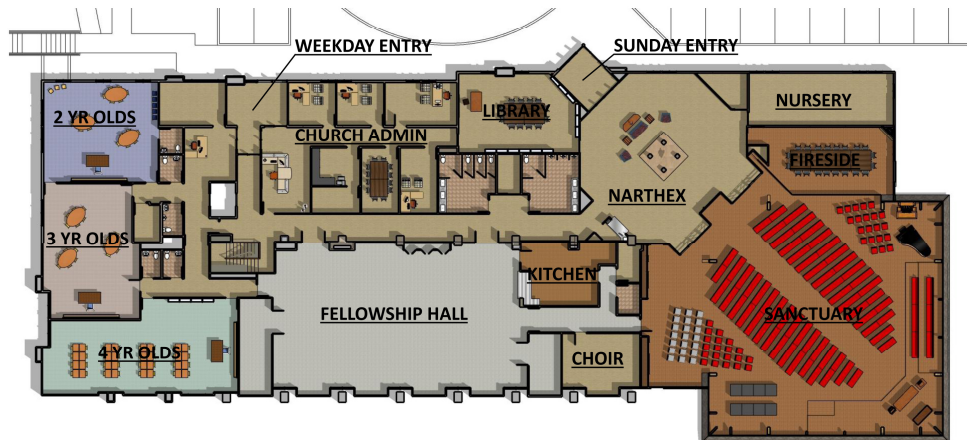 WEEKDAY ENTRY
SUNDAY ENTRY
2 YR OLDS
CHURCH ADMIN
LIBRARY
NURSERY
FIRESIDE
NARTHEX
3 YR OLDS
KITCHEN
FELLOWSHIP HALL
SANCTUARY
4 YR OLDS
CHOIR